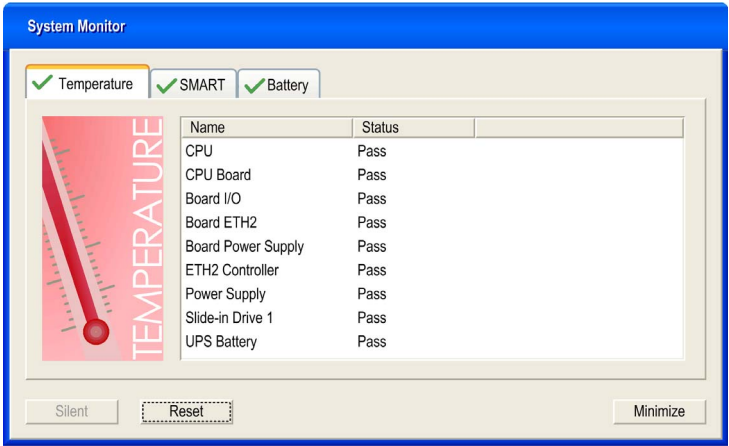 System Monitor
Temperature SMART Battery
TEMPERATURE
Name Status
CPU Pass
CPU Board Pass
Board I/O Pass
Board ETH2 Pass
Board Power Supply Pass
ETH2 Controller Pass
Power Supply Pass
Slide-in Drive 1 Pass
UPS Battery Pass
Silent Reset Minimize